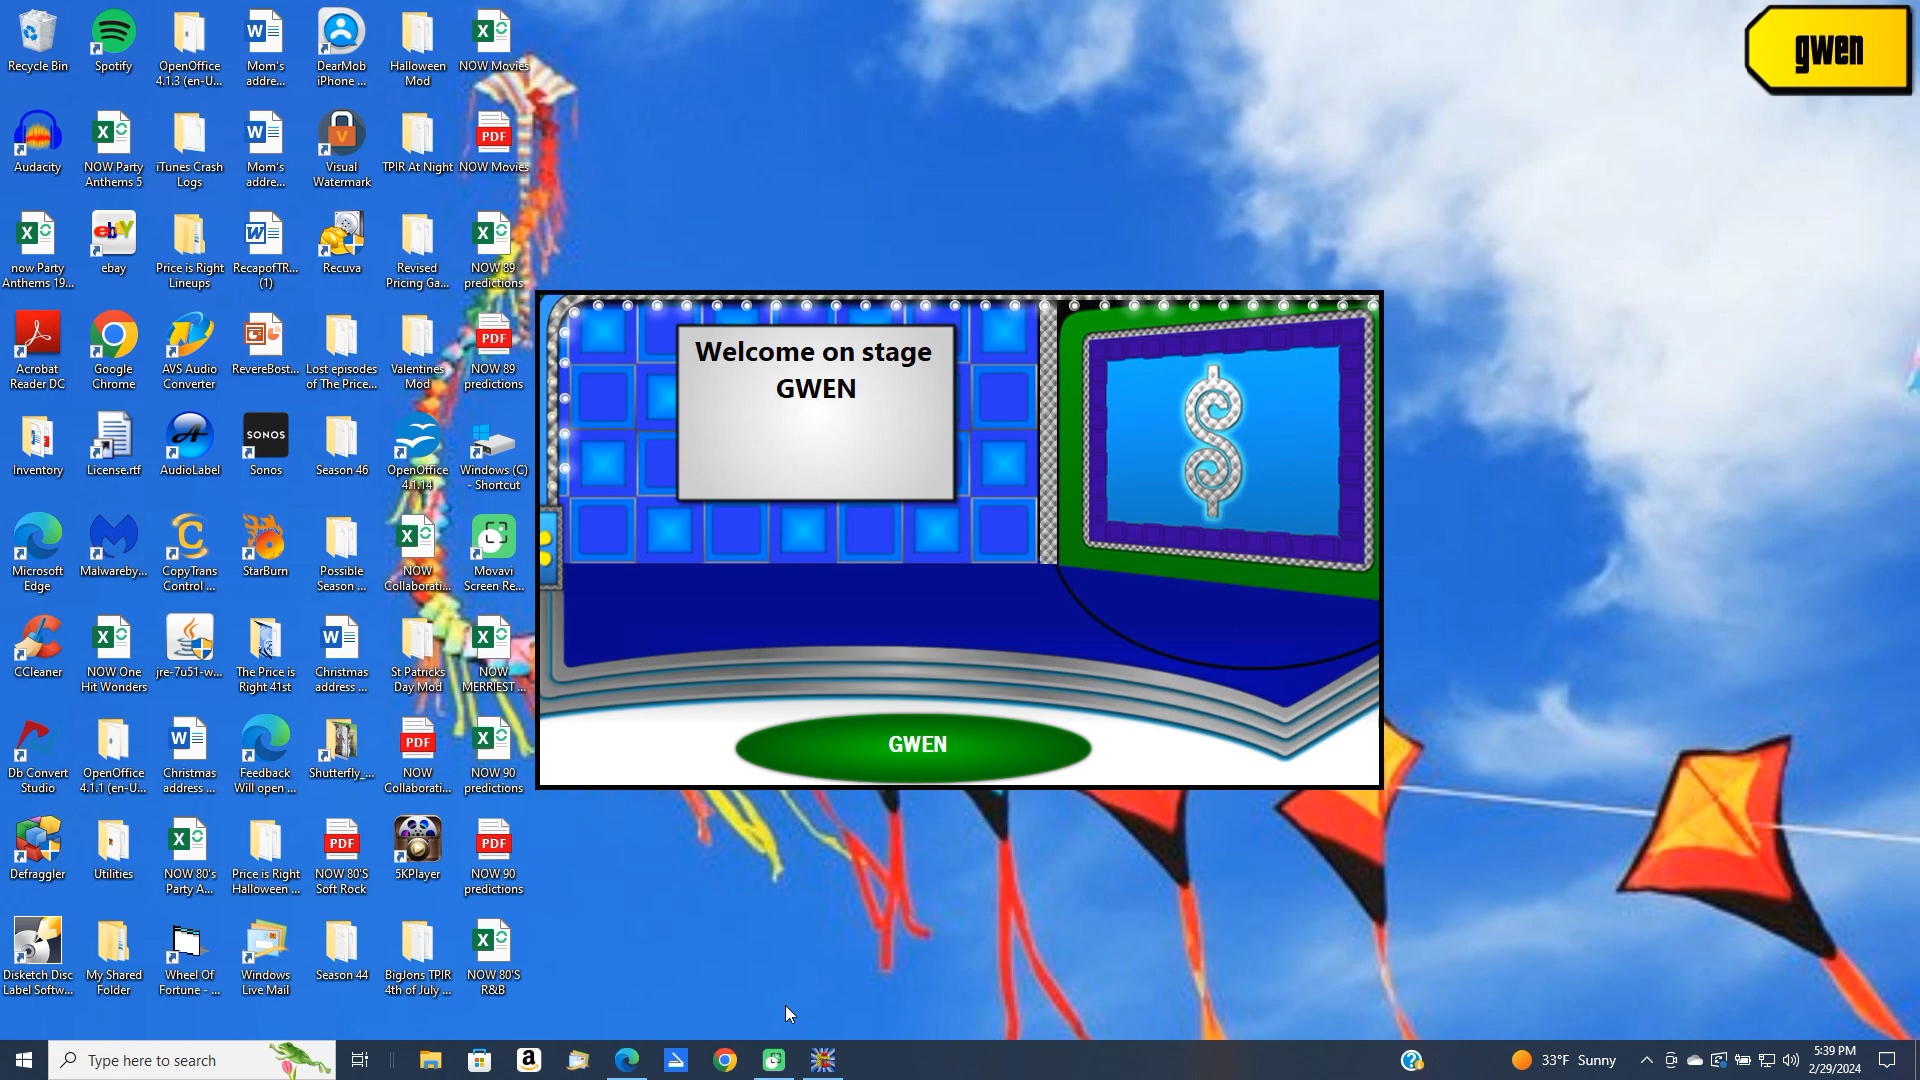 Recycle Bin
Spotify
OpenOffice
4.1.3 (en-U...
Mom's
addre...
DearMob
iPhone ...
Halloween
Mod
NOW Movies
gwen
Audacity
NOW Party
Anthems 5
iTunes Crash
Logs
Mom's
addre...
Visual
Watermark
TPIR At Night
PDF
NOW Movies
now Party
Anthems 19...
ebay
Price is Right
Lineups
RecapofTR...
(1)
Recuva
Revised
Pricing Ga...
NOW 89
predictions
Acrobat
Reader DC
Google
Chrome
AVS Audio
Converter
RevereBost...
Lost episodes
of The Price...
Valentines
Mod
PDF
NOW 89
predictions
Welcome on stage
GWEN
Inventory
License.rtf
AudioLabel
SONOS
Sonos
Season 46
OpenOffice
4.1.14
Windows (C)
- Shortcut
Microsoft
Edge
Malwareby...
CopyTrans
Control ...
StarBurn
Possible
Season ...
NOW
Collaborati...
Movavi
Screen Re...
CCleaner
NOW One
Hit Wonders
jre-7u51-w...
The Price is
Right 41st
Christmas
address ...
St Patricks
Day Mod
NOW
MERRIEST ...
Db Convert
Studio
OpenOffice
4.1.1 (en-U...
Christmas
address ...
Feedback
Will open ...
Shutterfly_...
PDF
NOW
Collaborati...
NOW 90
predictions
GWEN
Defraggler
Utilities
NOW 80'S
Party A...
Price is Right
Halloween ...
PDF
NOW 80'S
Soft Rock
5KPlayer
PDF
NOW 90
predictions
Disketch Disc
Label Softw...
My Shared
Folder
Wheel Of
Fortune - ...
Windows
Live Mail
Season 44
BigJons TPIR
4th of July ...
NOW 80'S
R&B
Type here to search
33°F Sunny
5:39 PM
2/29/2024